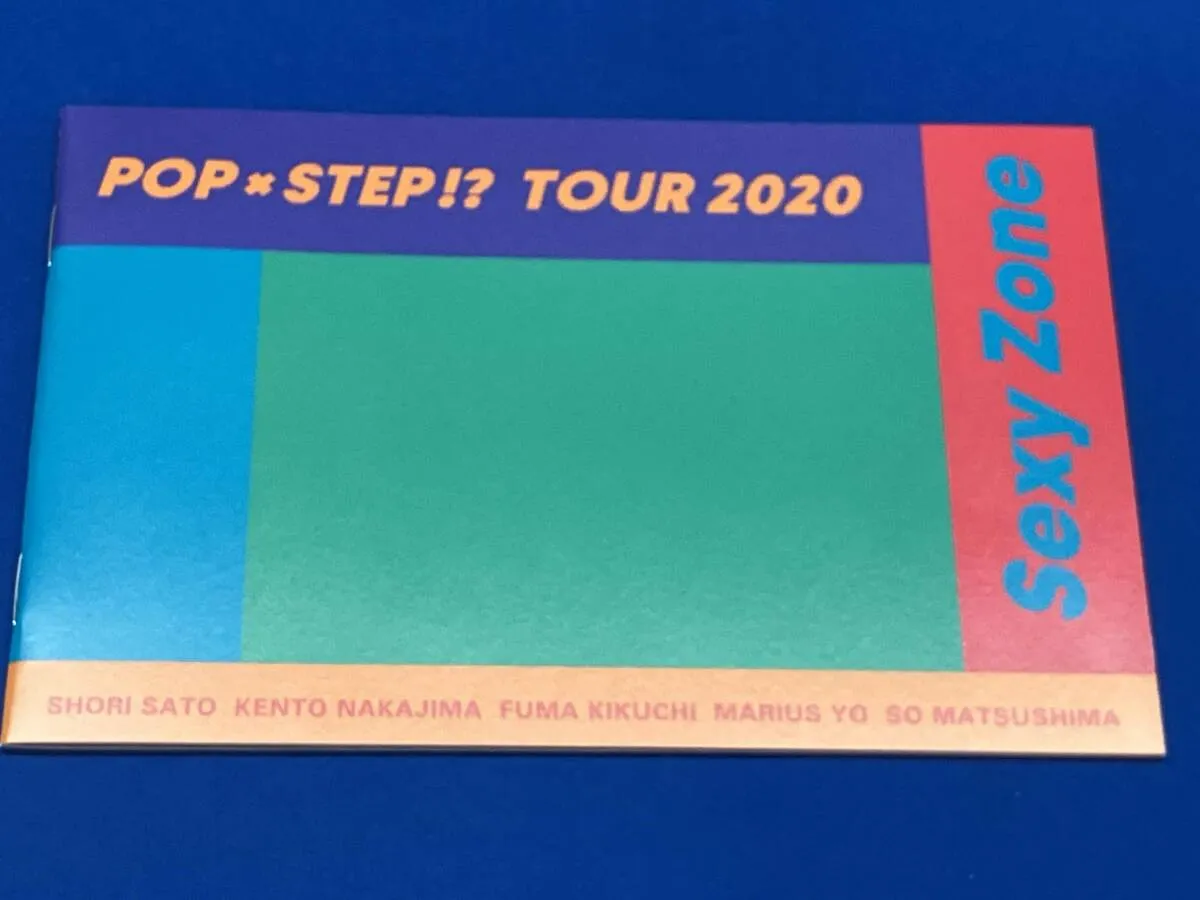 POP×STEP!? TOUR 2020
Sexy Zone
SHORI SATO KENTO NAKAJIMA FUMA KIKUCHI MARIUS YO SO MATSUSHIMA